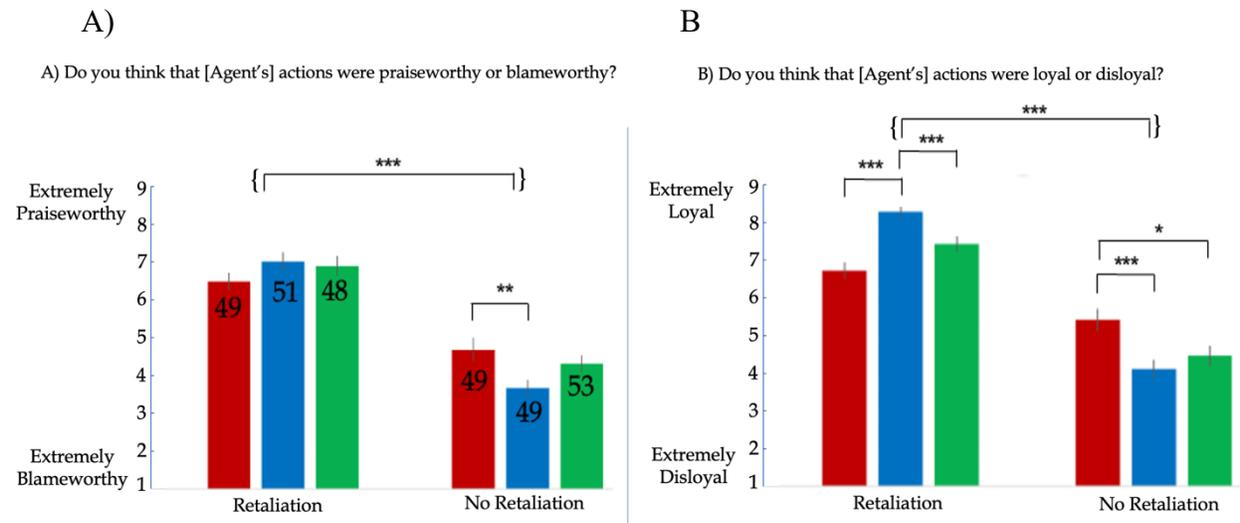 A)
B
A) Do you think that [Agent's] actions were praiseworthy or blameworthy?
B) Do you think that [Agent's] actions were loyal or disloyal?
{ *** }
Extremely
Praiseworthy
9
8
7
6
5
4
3
2
1
Extremely
Blameworthy
49
51
48
**
49
49
53
Retaliation
No Retaliation
{ *** }
***
***
Extremely
Loyal
9
8
7
6
5
4
3
2
1
Extremely
Disloyal
*
***
Retaliation
No Retaliation